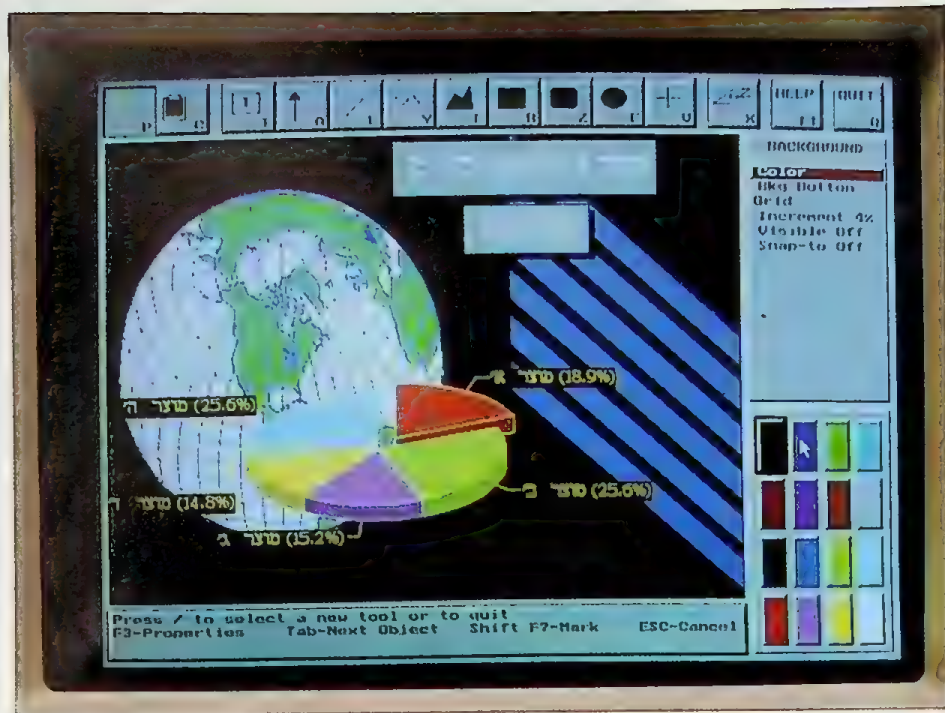 P C T A L Y I B Z E U X
HELP F1
QUIT Q
BACKGROUND
Color
Bkg Button
Grid
Increment 4%
Visible Off
Snap-to Off
מוצר א' (18.9%)
מוצר ה' (25.6%)
מוצר ב' (25.6%)
מוצר (14.8%)
מוצר ג' (15.2%)
Press / to select a new tool or to quit
F3-Properties Tab-Next Object Shift F7-Mark ESC-Cancel